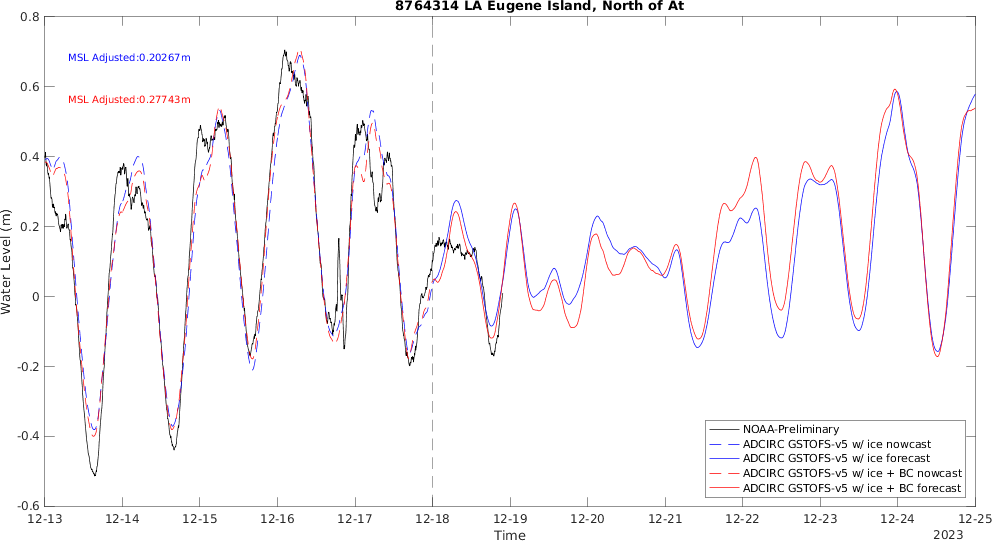 8764314 LA Eugene Island, North of At
MSL Adjusted:0.20267m
MSL Adjusted:0.27743m
Water Level (m)
0.8
0.6
0.4
0.2
0
-0.2
-0.4
-0.6
NOAA-Preliminary
ADCIRC GSTOFS-v5 w/ ice nowcast
ADCIRC GSTOFS-v5 w/ ice forecast
ADCIRC GSTOFS-v5 w/ ice + BC nowcast
ADCIRC GSTOFS-v5 w/ ice + BC forecast
12-13 12-14 12-15 12-16 12-17 12-18 12-19 12-20 12-21 12-22 12-23 12-24 12-25
Time
2023